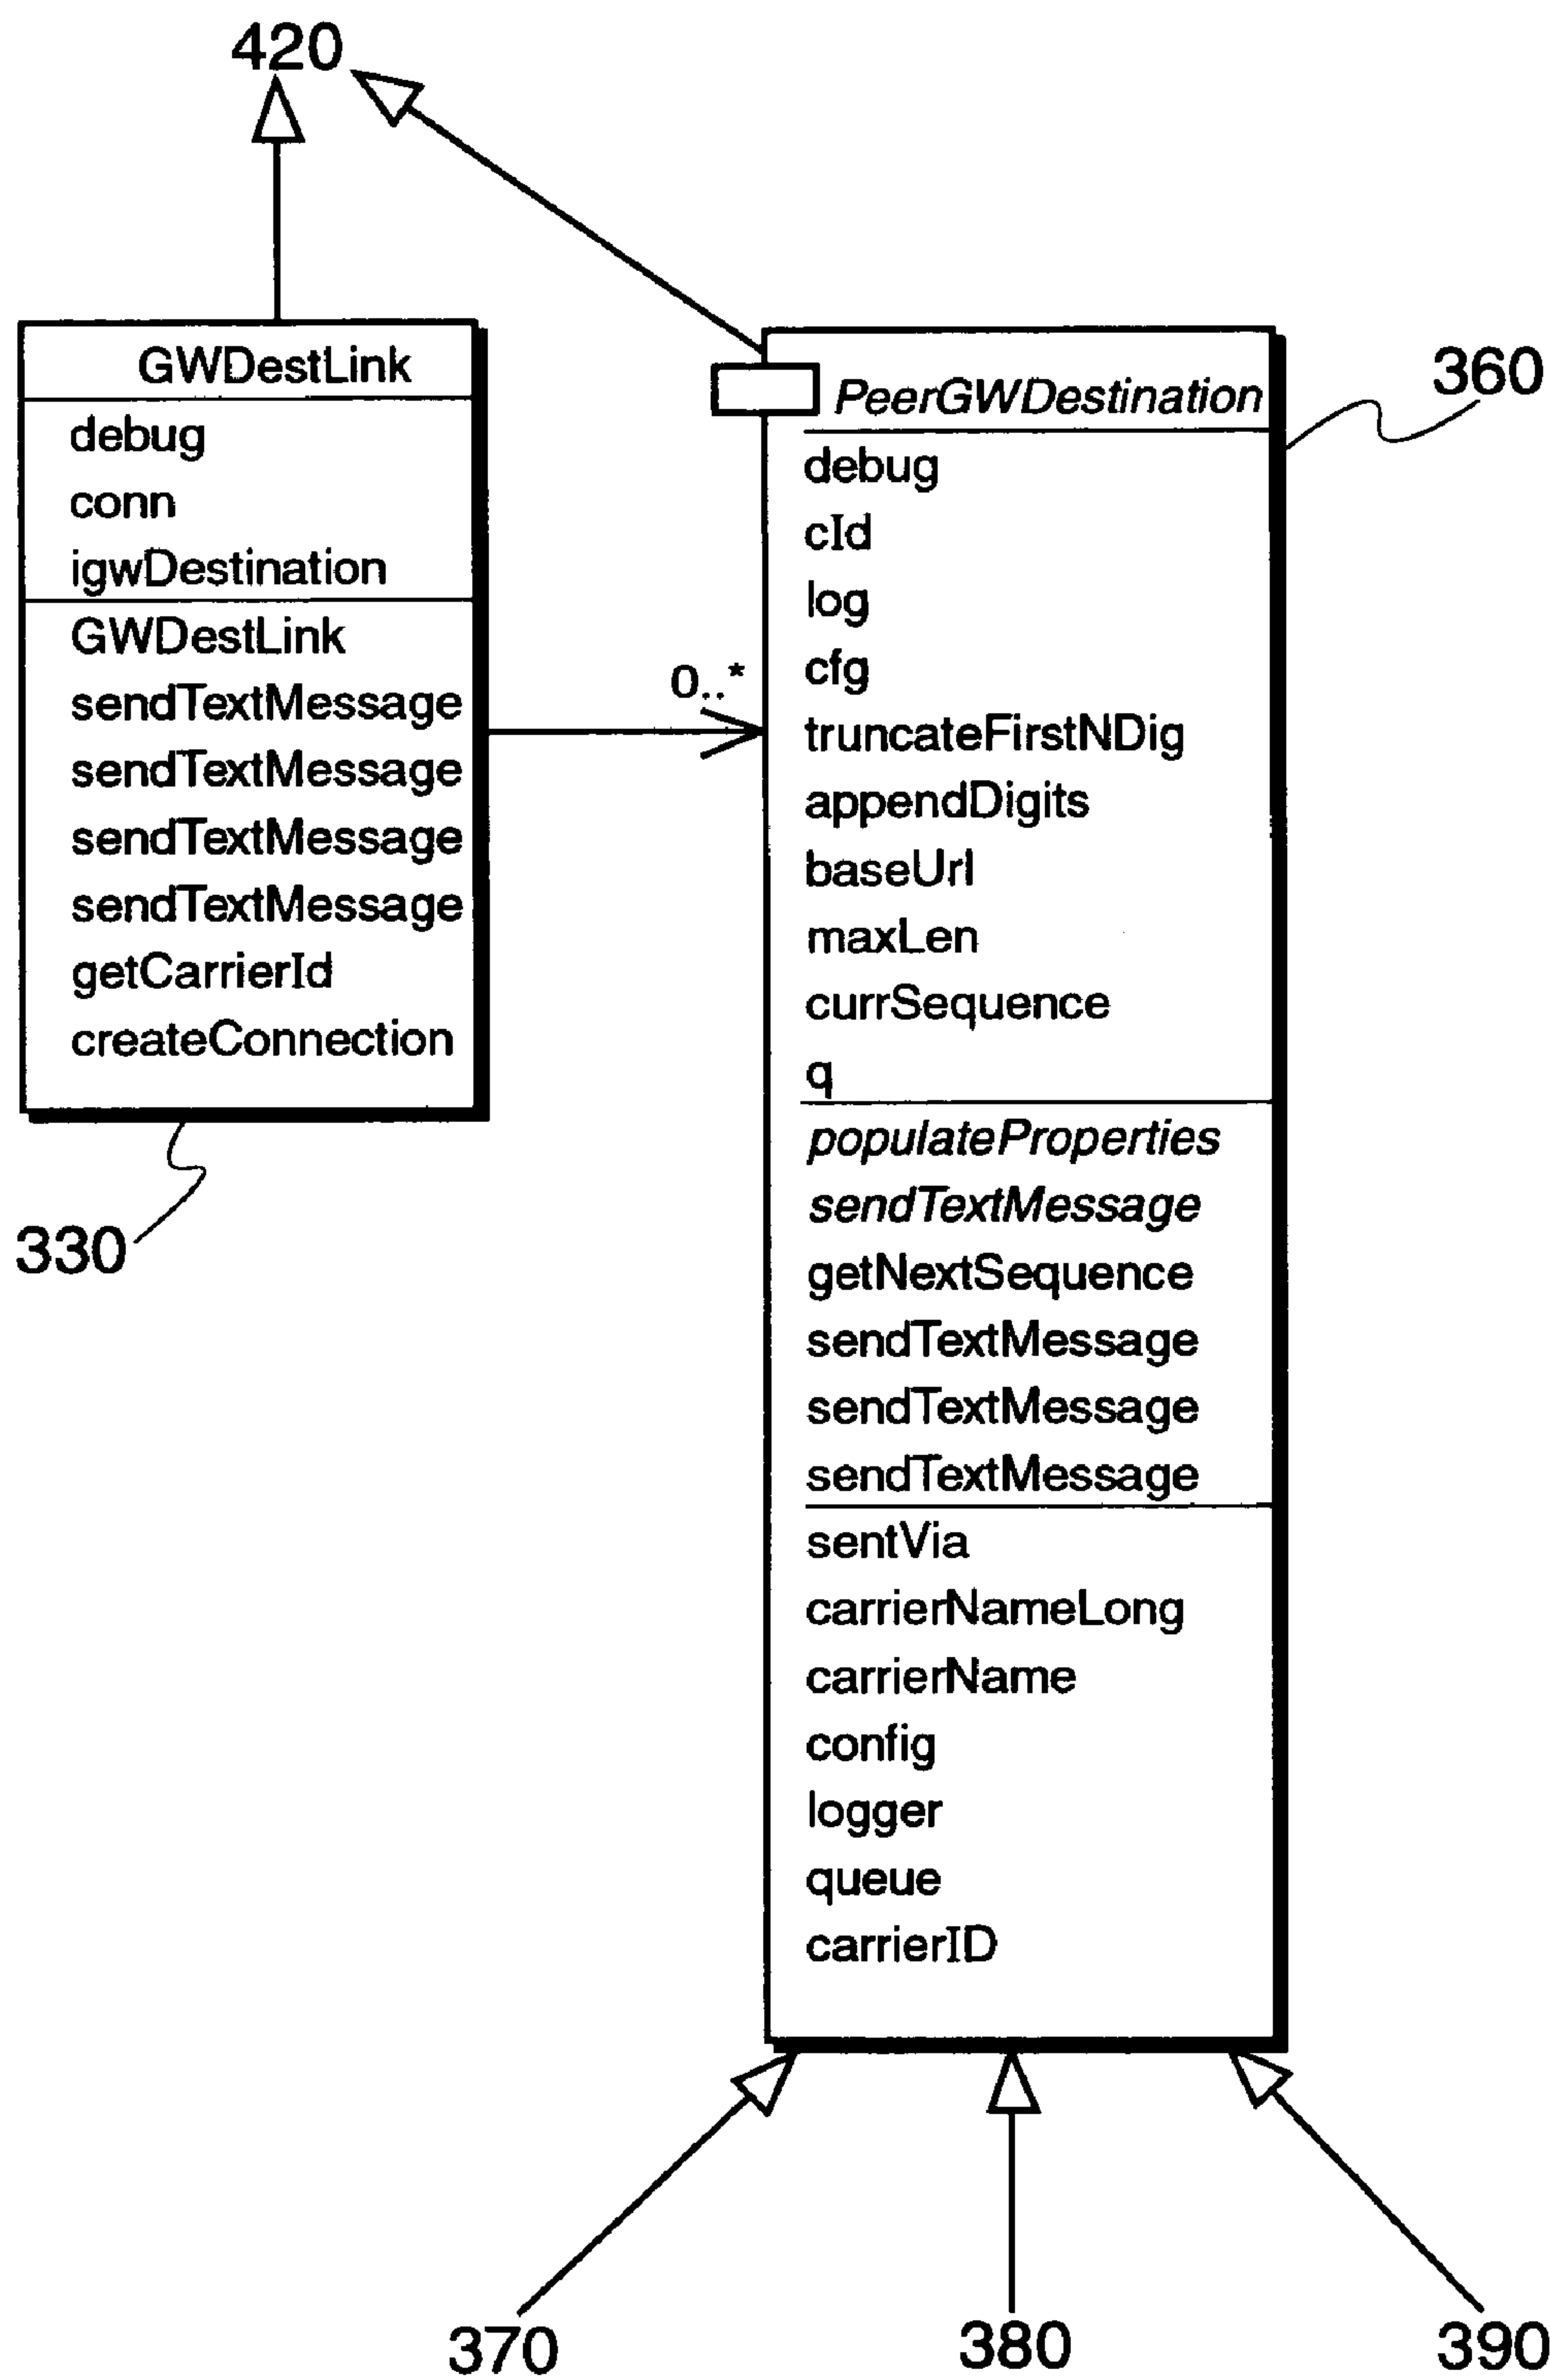 420
GWDestLink
debug
conn
igwDestination
GWDestLink
sendTextMessage
sendTextMessage
sendTextMessage
sendTextMessage
getCarrierId
createConnection
330
0..*
PeerGWDestination
360
debug
cId
log
cfg
truncateFirstNDig
appendDigits
baseUrl
maxLen
currSequence
q
populateProperties
sendTextMessage
getNextSequence
sendTextMessage
sendTextMessage
sendTextMessage
sentVia
carrierNameLong
carrierName
config
logger
queue
carrierID
370
380
390